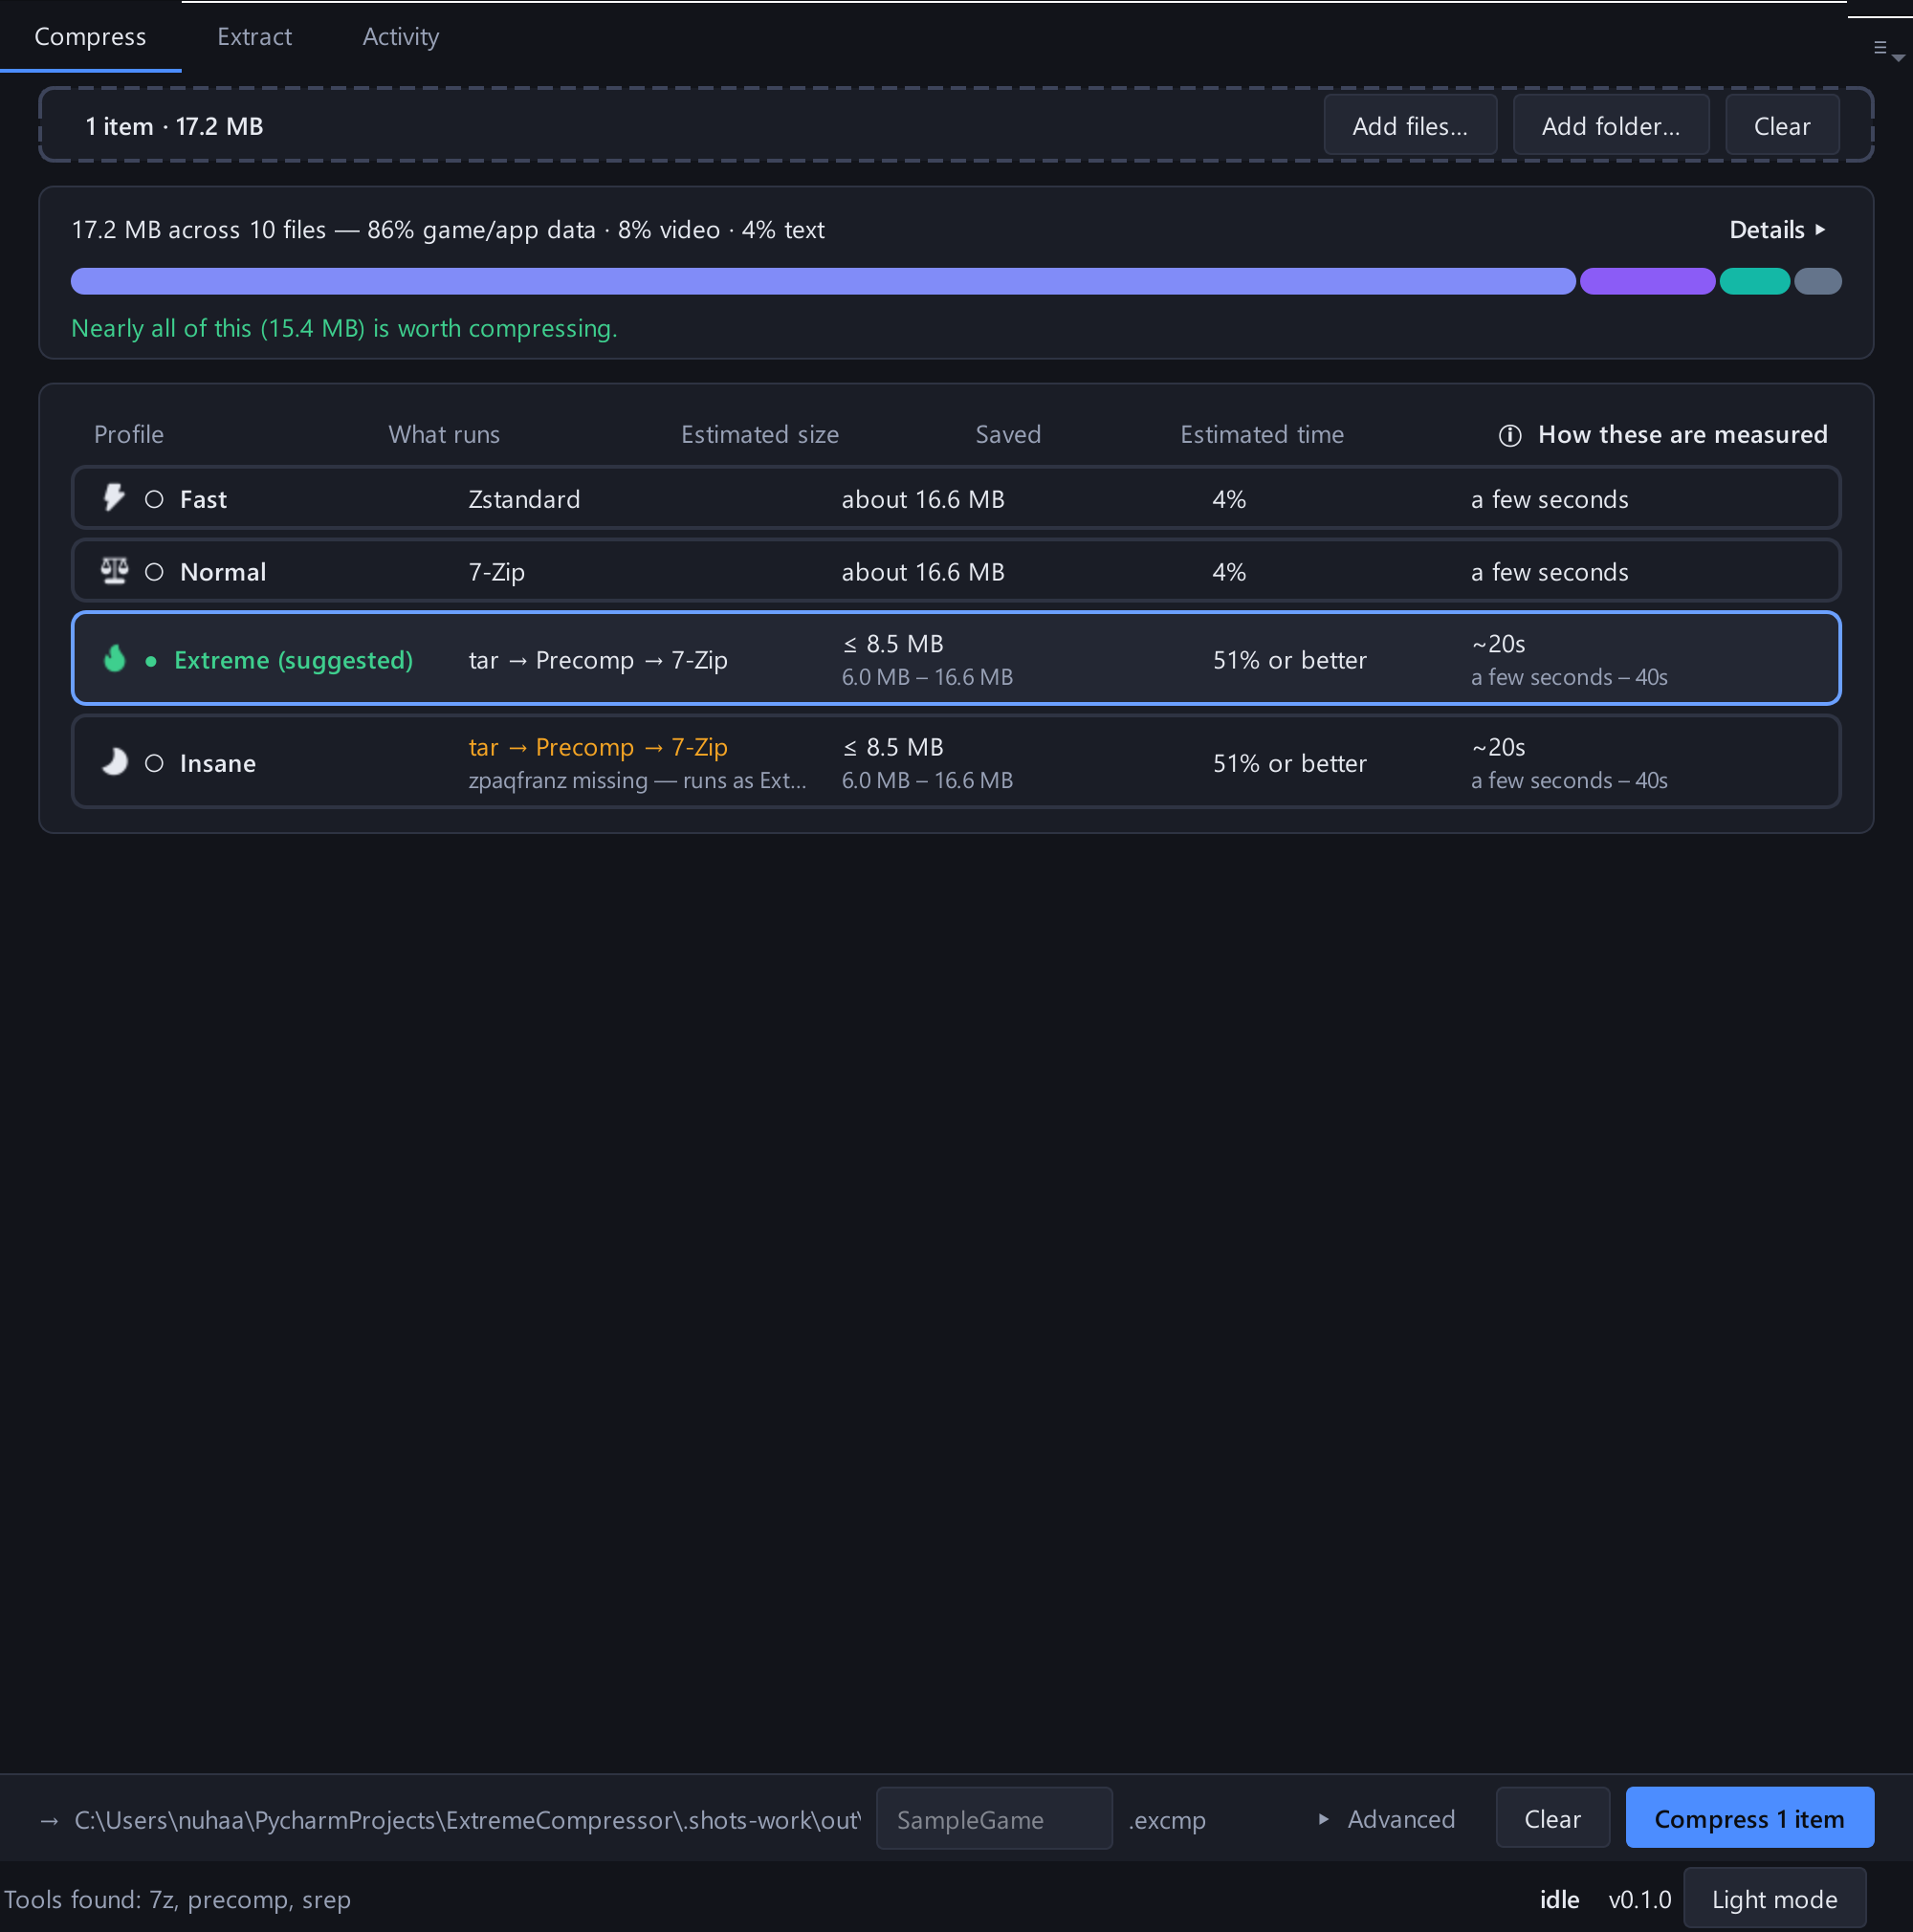 Compress Extract Activity
1 item · 17.2 MB Add files... Add folder... Clear
17.2 MB across 10 files — 86% game/app data · 8% video · 4% text Details ▸
Nearly all of this (15.4 MB) is worth compressing.
Profile What runs Estimated size Saved Estimated time ⓘ How these are measured
Fast Zstandard about 16.6 MB 4% a few seconds
Normal 7-Zip about 16.6 MB 4% a few seconds
Extreme (suggested) tar → Precomp → 7-Zip ≤ 8.5 MB 51% or better ~20s
6.0 MB – 16.6 MB a few seconds – 40s
Insane tar → Precomp → 7-Zip ≤ 8.5 MB 51% or better ~20s
zpaqfranz missing — runs as Ext... 6.0 MB – 16.6 MB a few seconds – 40s
→ C:\Users\nuhaa\PycharmProjects\ExtremeCompressor\.shots-work\out\ SampleGame .excmp ▸ Advanced Clear Compress 1 item
Tools found: 7z, precomp, srep idle v0.1.0 Light mode